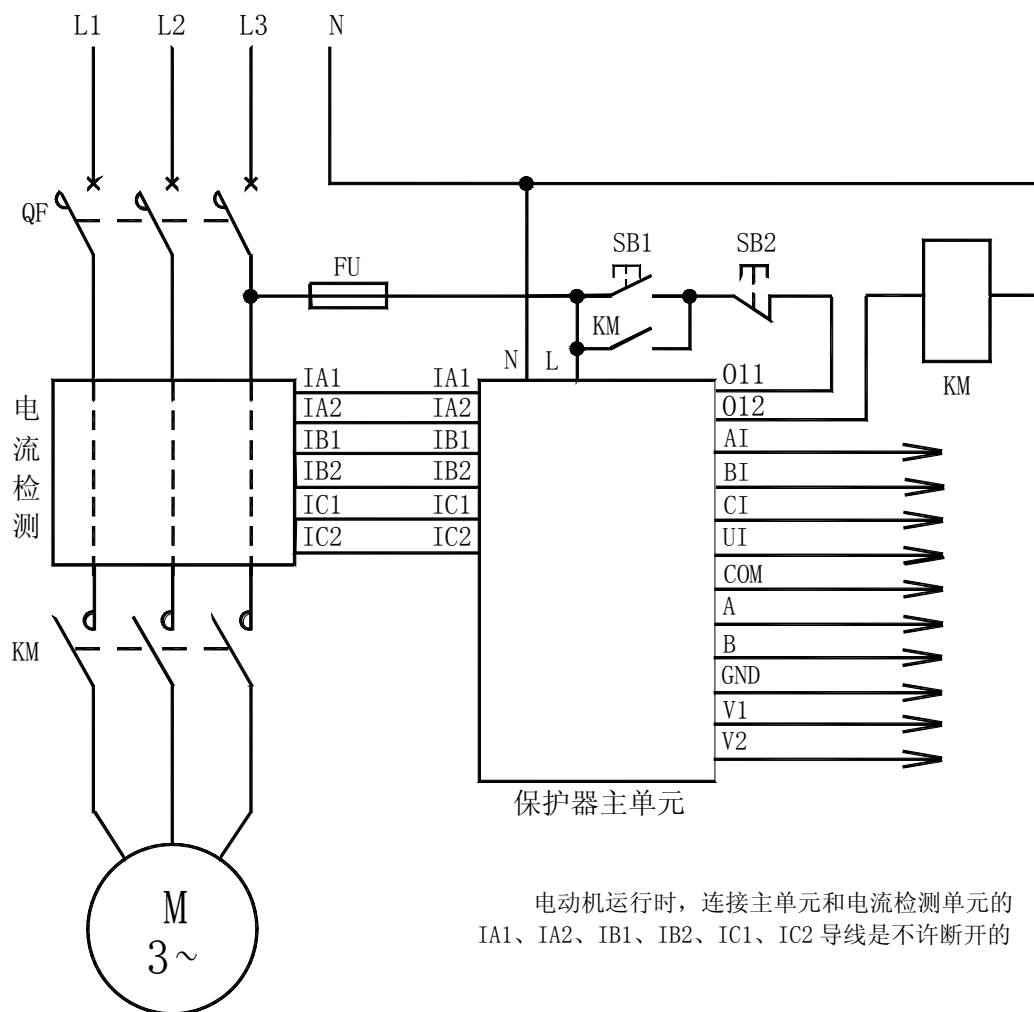 L1 L2 L3 N
QF
FU
SB1 SB2
KM
N L
KM
电流检测
IA1 IA1
IA2 IA2
IB1 IB1
IB2 IB2
IC1 IC1
IC2 IC2
O11
O12
AI
BI
CI
UI
COM
A
B
GND
V1
V2
KM
保护器主单元
M
3~
电动机运行时，连接主单元和电流检测单元的
IA1、IA2、IB1、IB2、IC1、IC2 导线是不许断开的